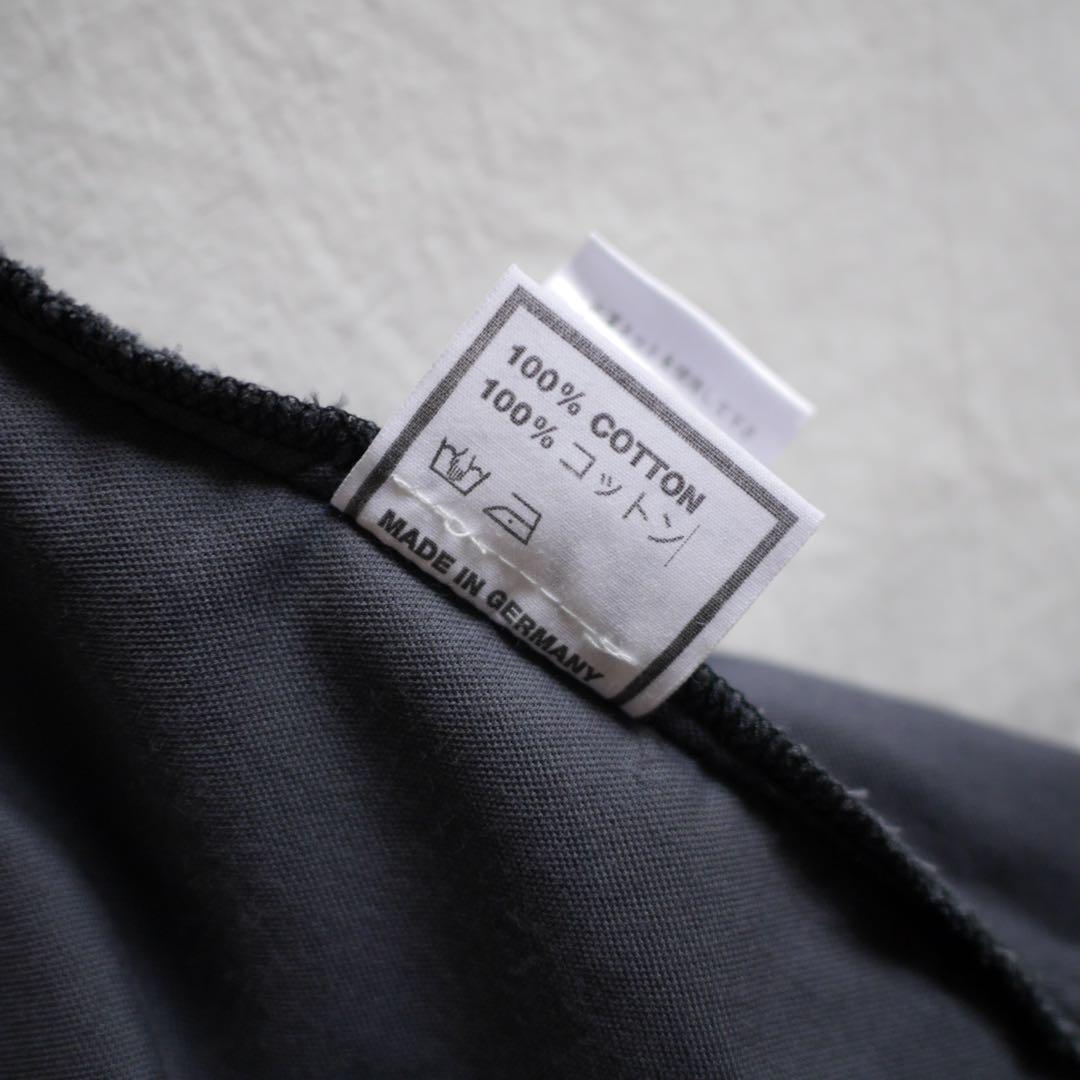 100% COTTON
100% コットン
MADE IN GERMANY